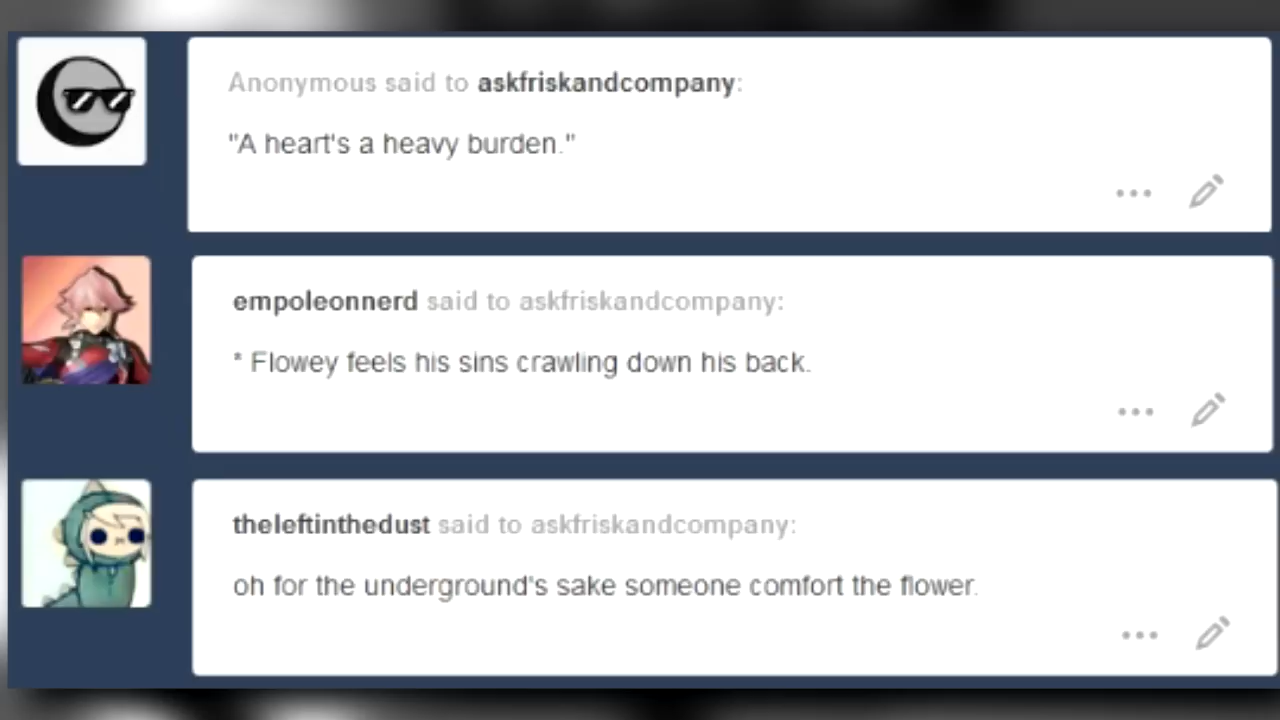 Anonymous said to askfriskandcompany:
"A heart's a heavy burden."
empoleonnerd said to askfriskandcompany:
* Flowey feels his sins crawling down his back.
theleftinthedust said to askfriskandcompany:
oh for the underground's sake someone comfort the flower.